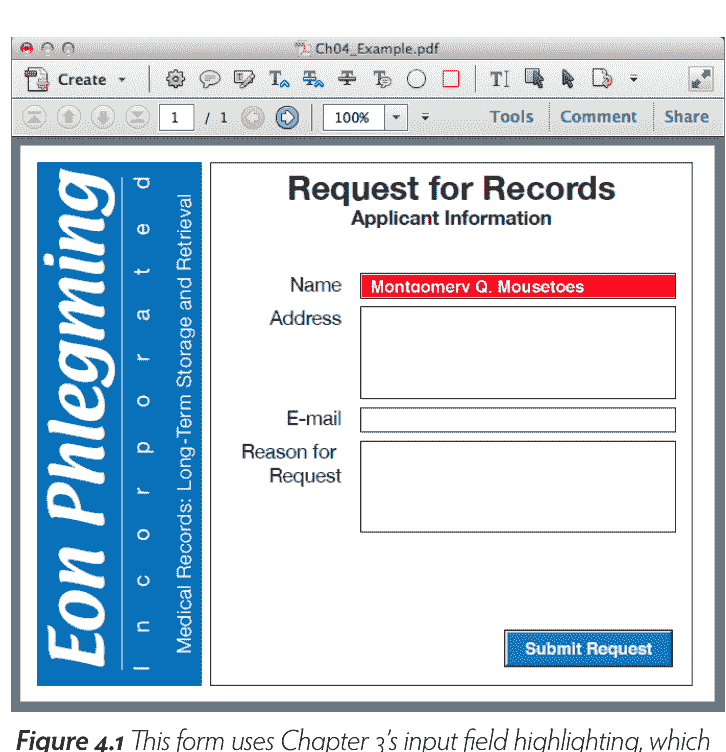 Ch04_Example.pdf
Create
1 / 1
100%
Tools
Comment
Share
Eon Phlegming
Incorporated
Medical Records: Long-Term Storage and Retrieval
Request for Records
Applicant Information
Name
Montgomery Q. Mousetoes
Address
E-mail
Reason for
Request
Submit Request
Figure 4.1 This form uses Chapter 3's input field highlighting, which